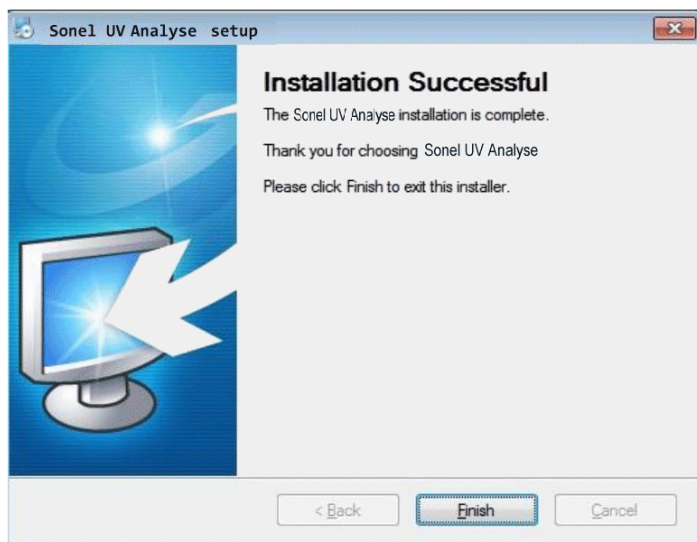 Sonel UV Analyse setup
Installation Successful
The Sonel UV Analyse installation is complete.
Thank you for choosing Sonel UV Analyse
Please click Finish to exit this installer.
< Back Finish Cancel